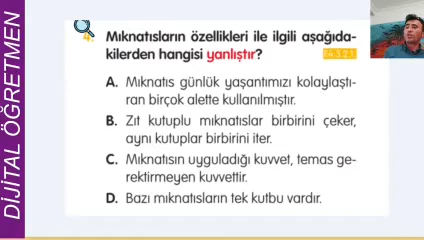 DİJİTAL ÖĞRETMEN
4. Mıknatısların özellikleri ile ilgili aşağıda-
kilerden hangisi yanlıştır?
A. Mıknatıs günlük yaşantımızı kolaylaştı-
ran birçok alette kullanılmıştır.
B. Zıt kutuplu mıknatıslar birbirini çeker,
aynı kutuplar birbirini iter.
C. Mıknatısın uyguladığı kuvvet, temas ge-
rektirmeyen kuvvettir.
D. Bazı mıknatısların tek kutbu vardır.